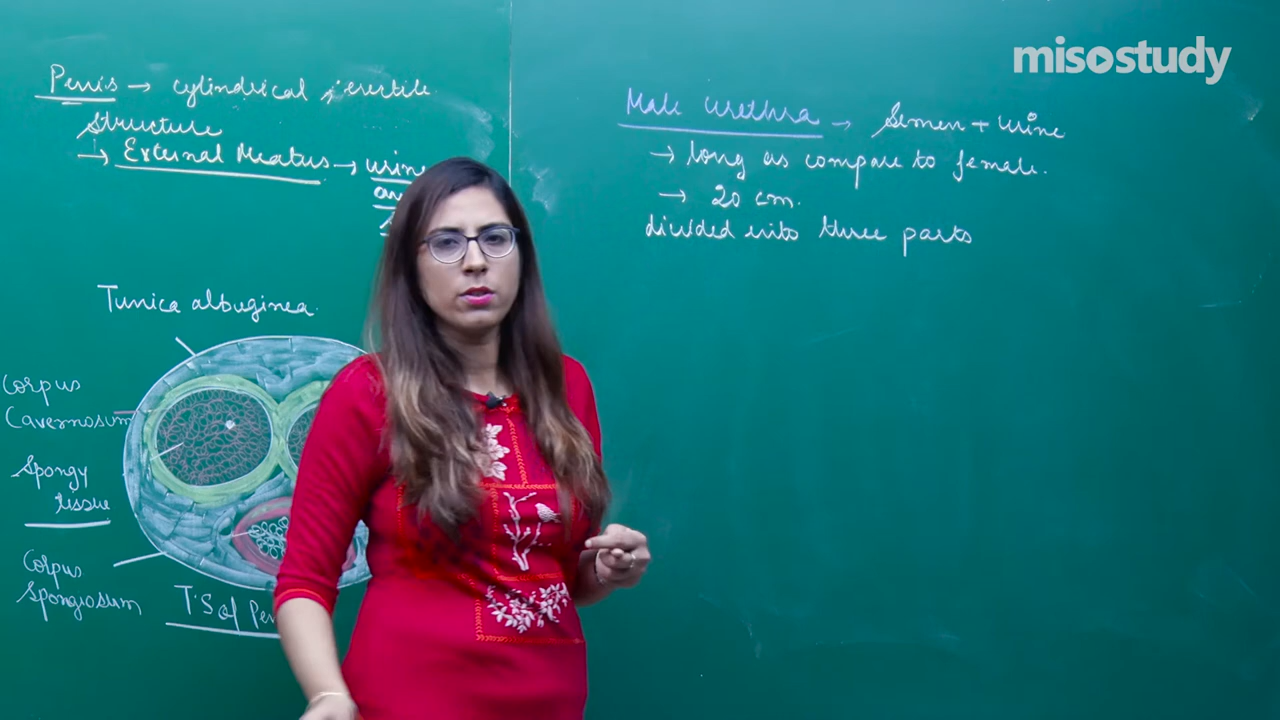 misostudy
Penis → cylindrical, erectile
structure
→ External Meatus → urine
Male Urethra → Semen + urine
→ long as compare to female.
→ 20 cm.
divided into three parts
Tunica albuginea.
Corpus
Cavernosum
Spongy
tissue
Corpus
Spongiosum
T.S of